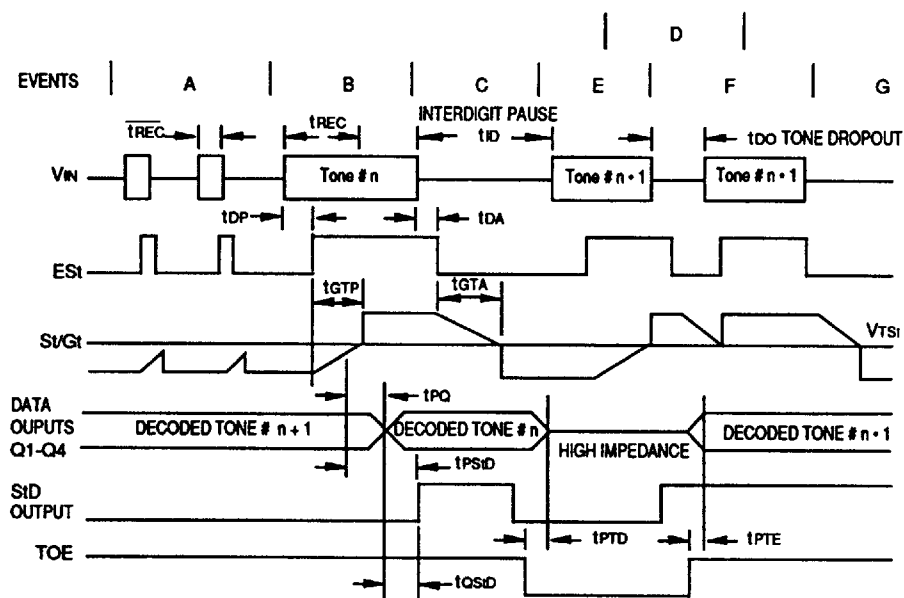 D
EVENTS A B C E F G
INTERDIGIT PAUSE
tREC tREC tID tDO TONE DROPOUT
VIN Tone # n Tone # n • 1 Tone # n • 1
tDP tDA
ESt
tGTP tGTA
St/Gt VTSt
DATA
OUPUTS
Q1-Q4
tPQ
DECODED TONE # n + 1 DECODED TONE # n HIGH IMPEDANCE DECODED TONE # n • 1
tPStD
StD
OUTPUT
tPTD tPTE
TOE
tQStD